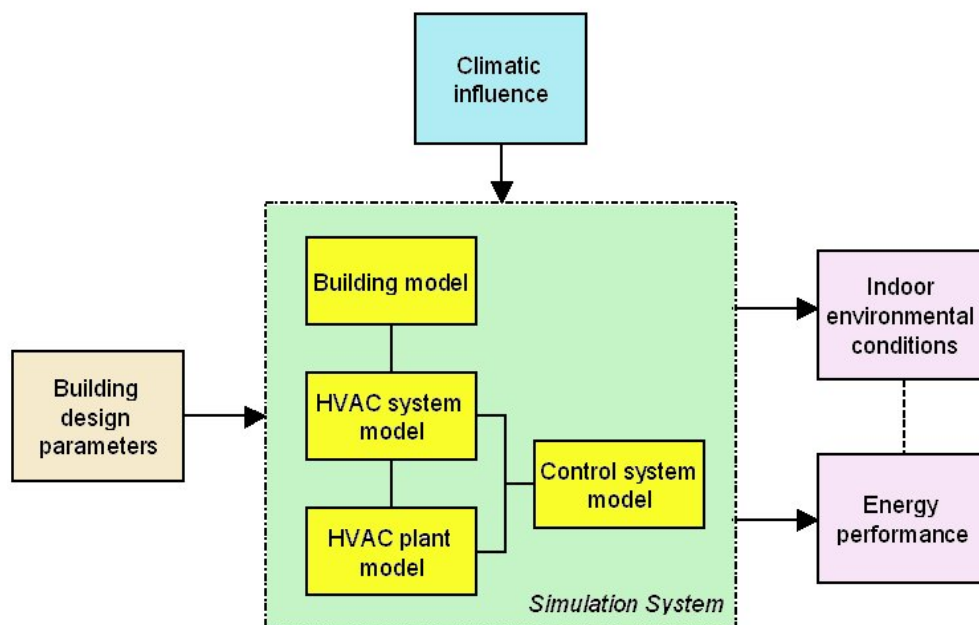 Climatic
influence
Building model
Indoor
environmental
conditions
Building
design
parameters
HVAC system
model
Control system
model
HVAC plant
model
Energy
performance
Simulation System